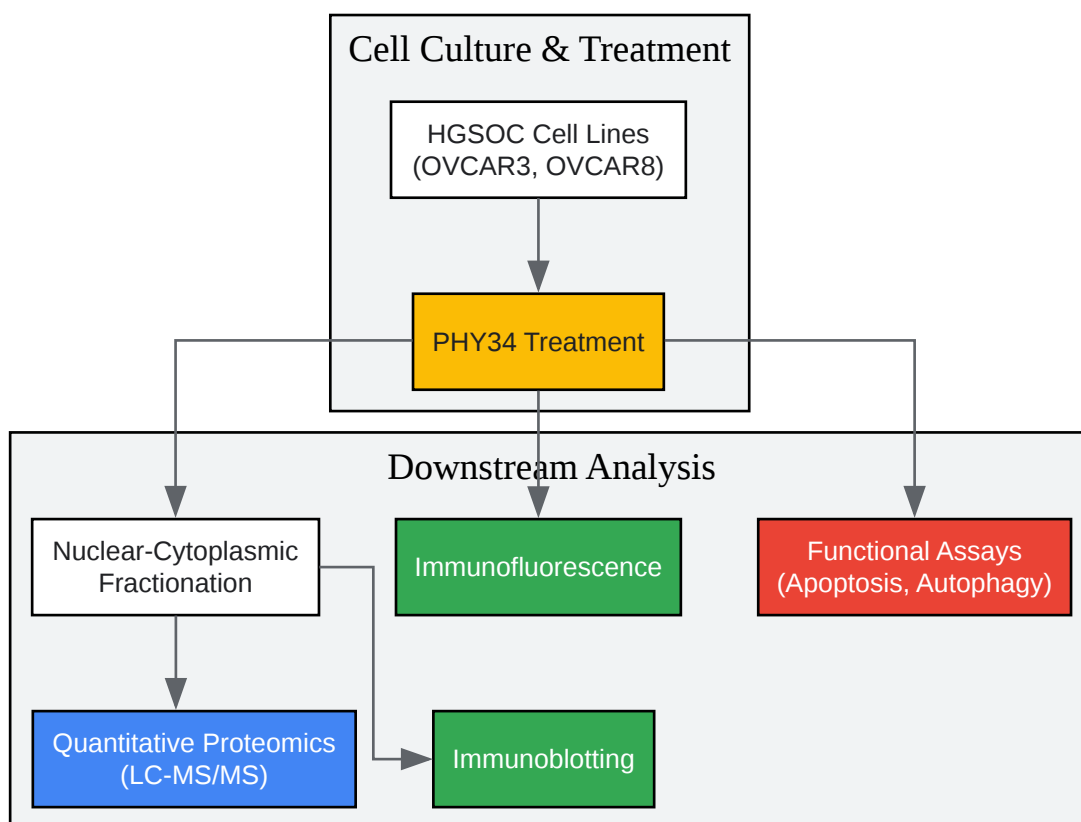 Cell Culture & Treatment
HGSOC Cell Lines
(OVCAR3, OVCAR8)
PHY34 Treatment
Downstream Analysis
Nuclear-Cytoplasmic
Fractionation
Immunofluorescence
Functional Assays
(Apoptosis, Autophagy)
Quantitative Proteomics
(LC-MS/MS)
Immunoblotting